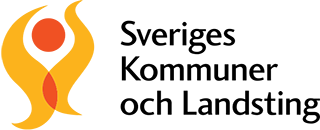 Sveriges
Kommuner
och Landsting